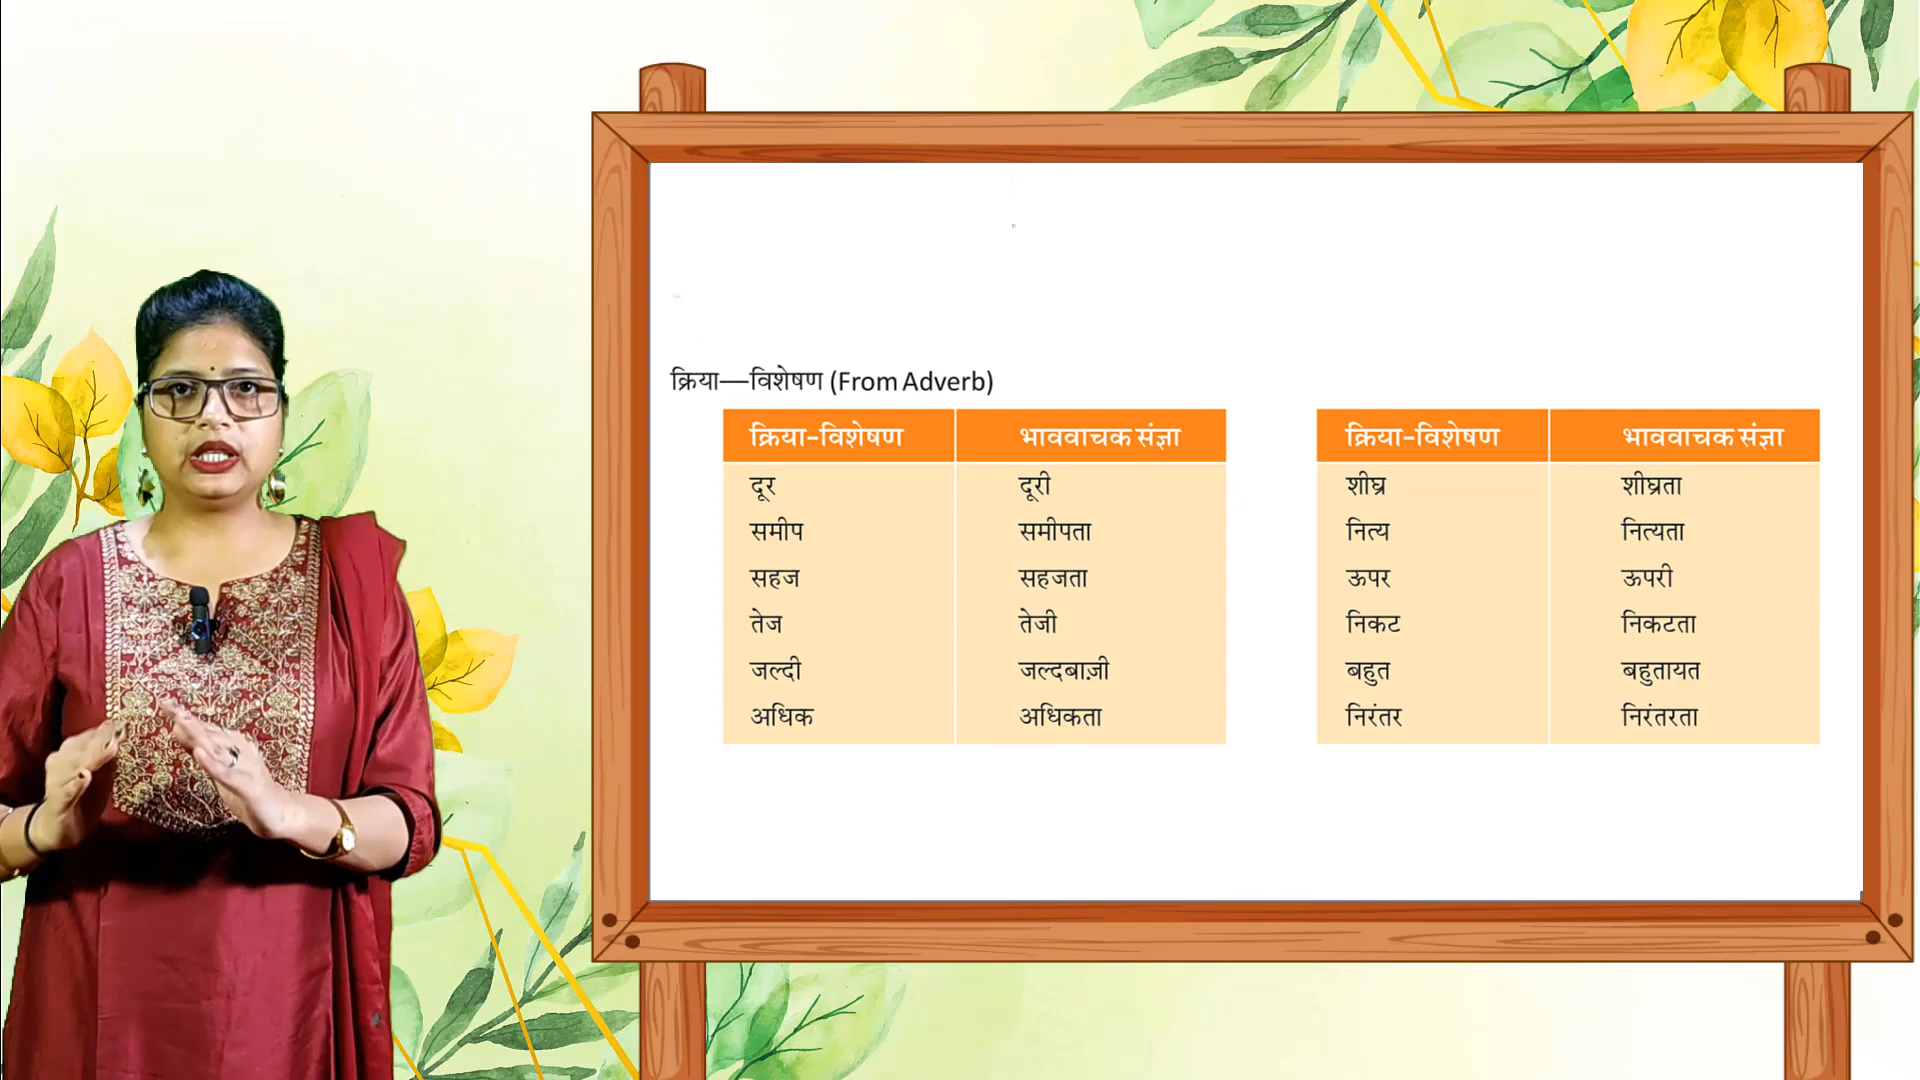 क्रिया—विशेषण (From Adverb)
क्रिया-विशेषण भाववाचक संज्ञा
दूर दूरी
समीप समीपता
सहज सहजता
तेज तेजी
जल्दी जल्दबाज़ी
अधिक अधिकता
क्रिया-विशेषण भाववाचक संज्ञा
शीघ्र शीघ्रता
नित्य नित्यता
ऊपर ऊपरी
निकट निकटता
बहुत बहुतायत
निरंतर निरंतरता